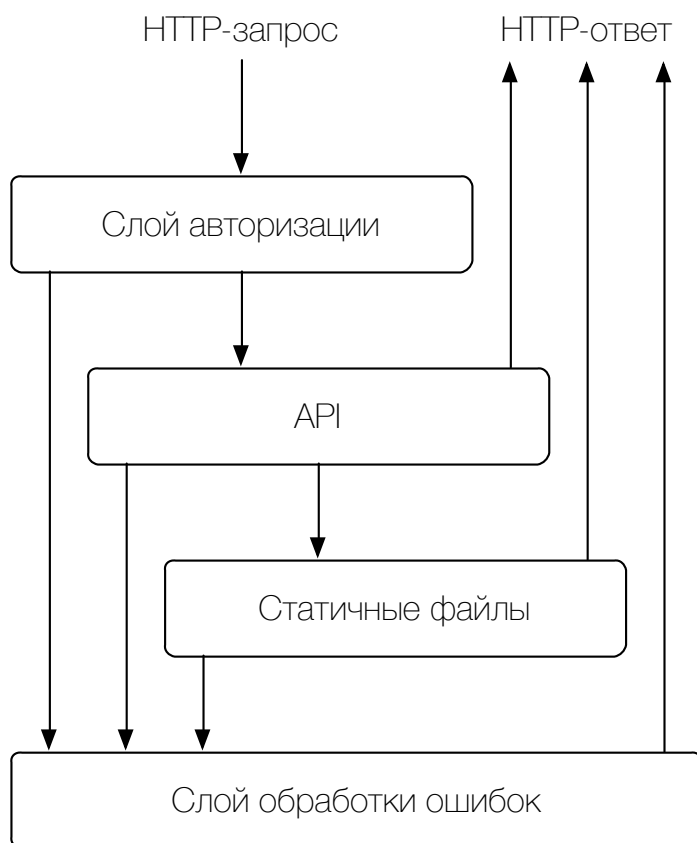 HTTP-запрос
HTTP-ответ
Слой авторизации
API
Статичные файлы
Слой обработки ошибок